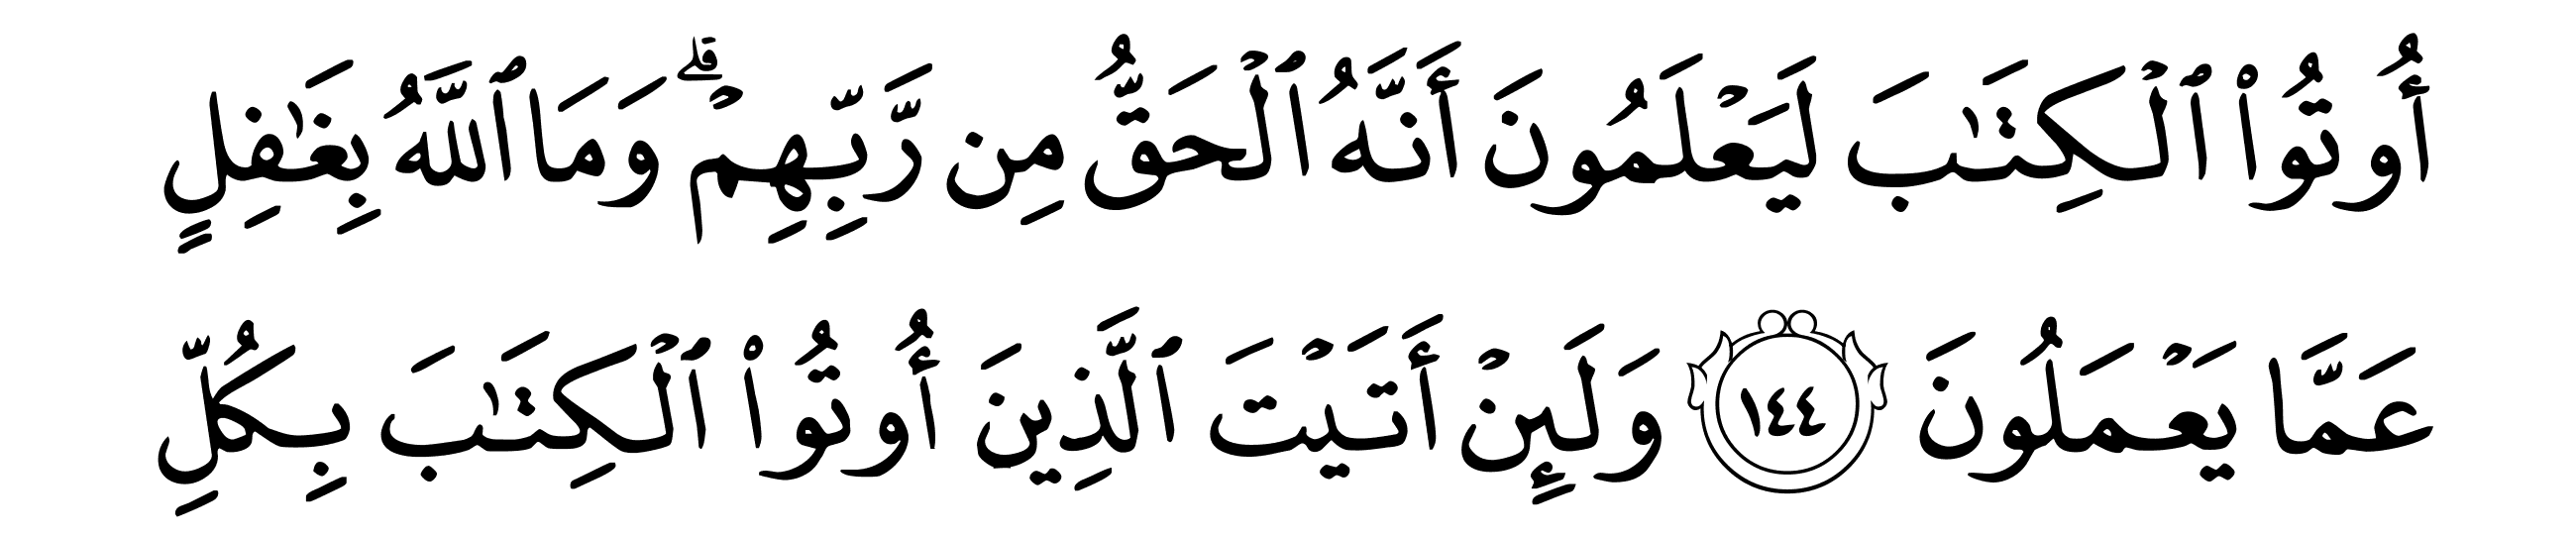 أُوتُوا۟ ٱلۡكِتَـٰبَ لَيَعۡلَمُونَ أَنَّهُ ٱلۡحَقُّ مِن رَّبِّهِمۡۗ وَمَا ٱللَّهُ بِغَـٰفِلٍ
عَمَّا يَعۡمَلُونَ ١٤٤ وَلَىِٕنۡ أَتَيۡتَ ٱلَّذِينَ أُوتُوا۟ ٱلۡكِتَـٰبَ بِكُلِّ